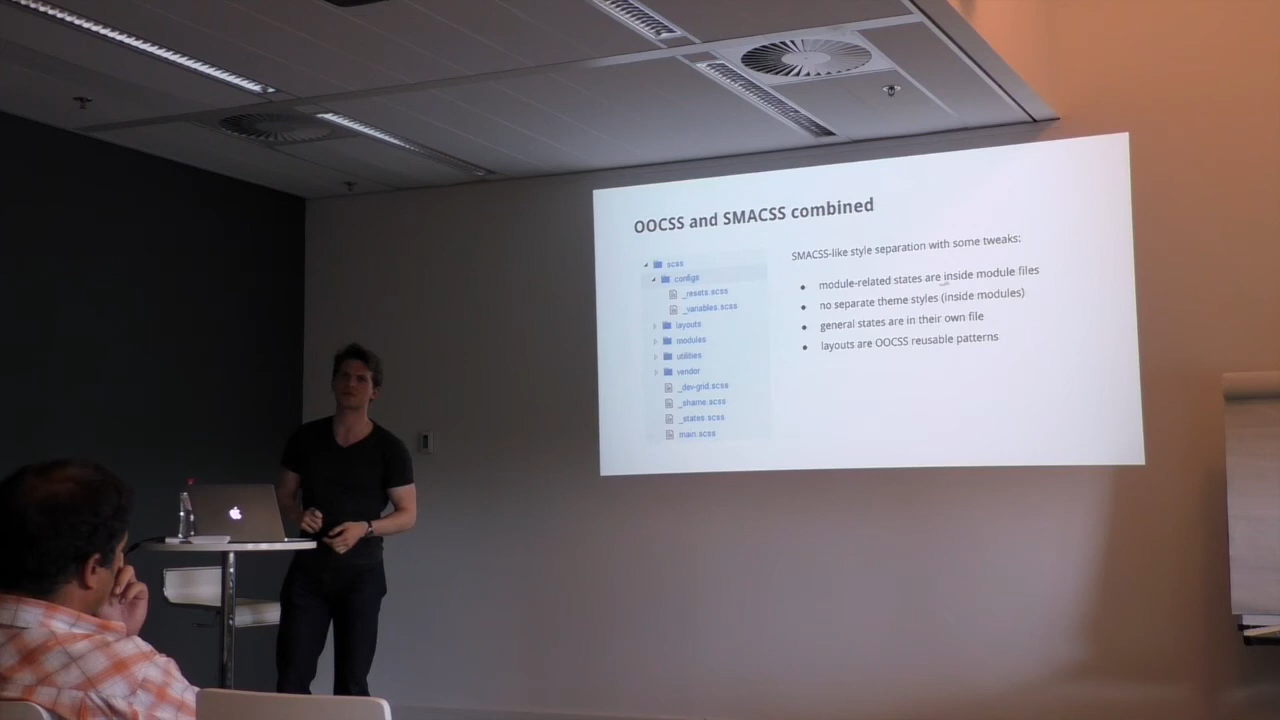 OOCSS and SMACSS combined
scss
configs
_resets.scss
_variables.scss
layouts
modules
utilities
vendor
_dev-grid.scss
_shame.scss
_states.scss
main.scss
SMACSS-like style separation with some tweaks:
● module-related states are inside module files
● no separate theme styles (inside modules)
● general states are in their own file
● layouts are OOCSS reusable patterns